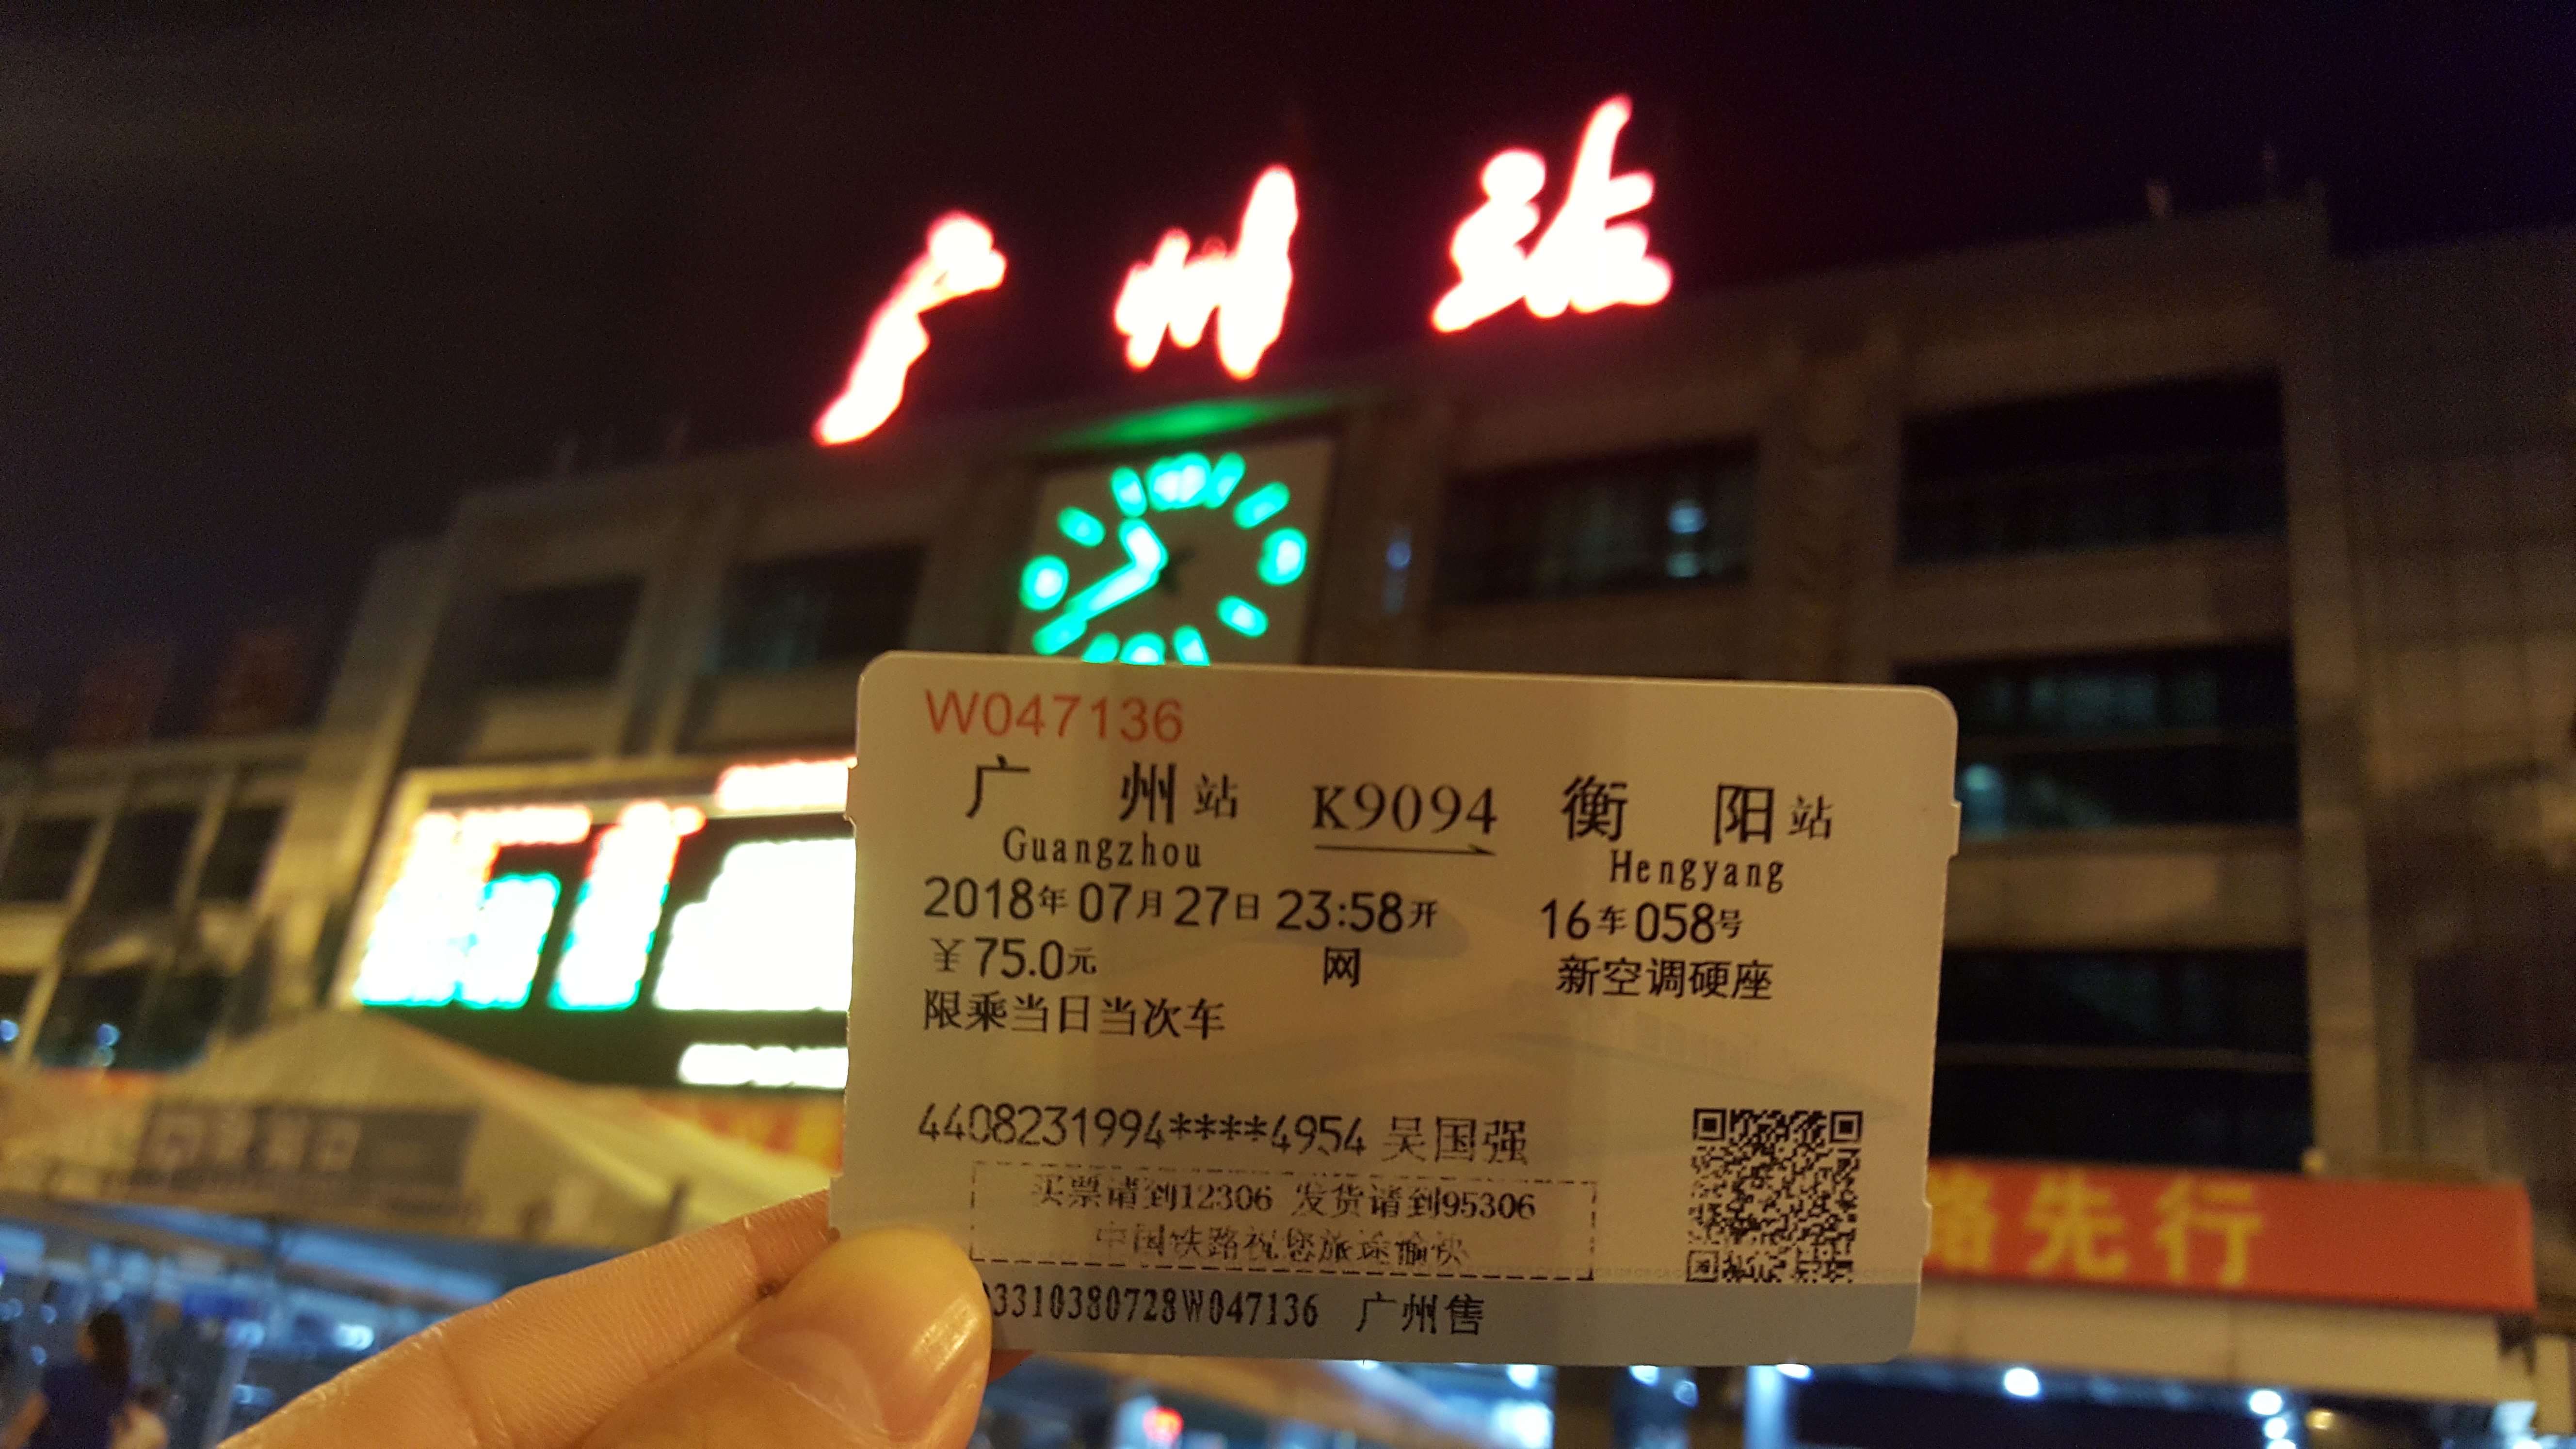 广州站
W047136
广州站 K9094 衡阳站
Guangzhou Hengyang
2018年07月27日 23:58开 16车058号
￥75.0元 网 新空调硬座
限乘当日当次车
4408231994****4954 吴国强
买票请到12306 发货请到95306
中国铁路祝您旅途愉快
3310380728W047136 广州售
路先行